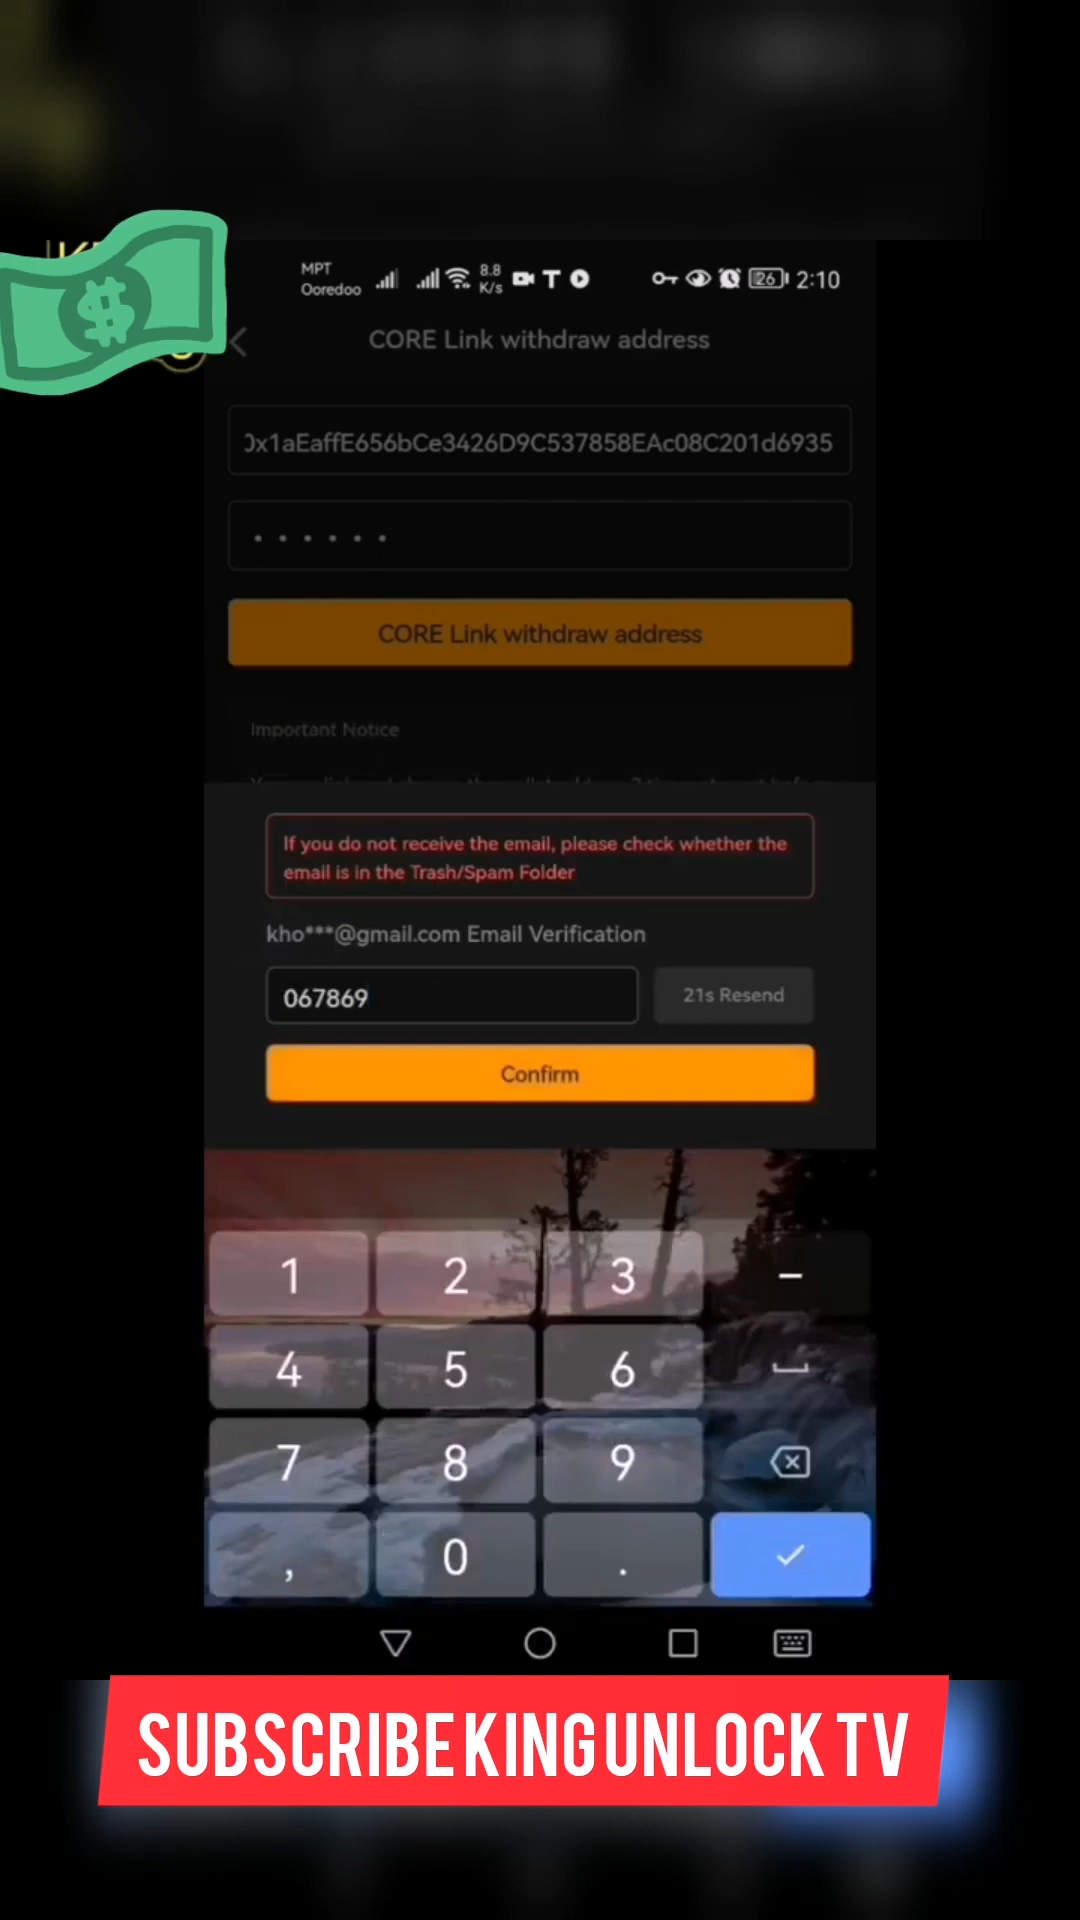 MPT
Ooredoo
8.8
K/s
26
2:10
CORE Link withdraw address
0x1aEaffE656bCe3426D9C537858EAc08C201d6935
CORE Link withdraw address
Important Notice
If you do not receive the email, please check whether the
email is in the Trash/Spam Folder
kho***@gmail.com Email Verification
067869
21s Resend
Confirm
1
2
3
-
4
5
6
7
8
9
,
0
.
SUBSCRIBE KING UNLOCK TV